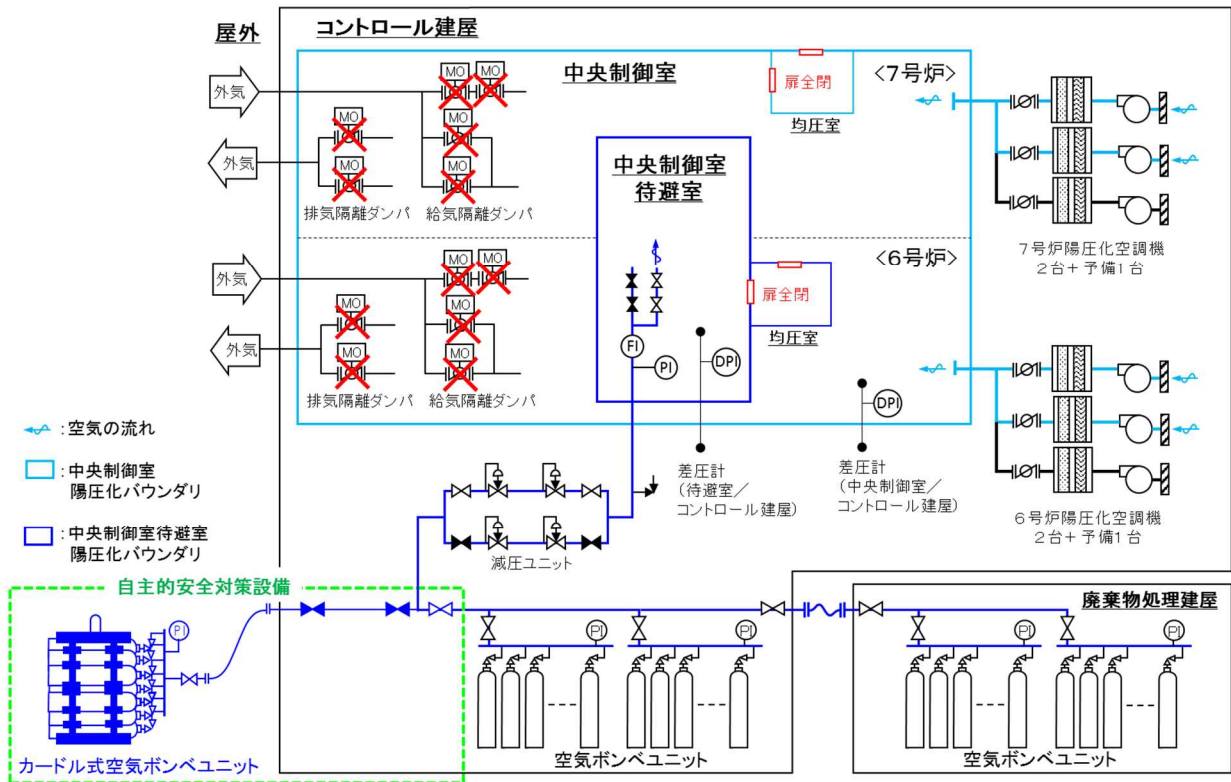 屋外
コントロール建屋
中央制御室
<7号炉>
扉全閉
均圧室
外気
MO
MO
MO
MO
外気
MO
MO
排気隔離ダンパ
給気隔離ダンパ
中央制御室
待避室
7号炉陽圧化空調機
2台+予備1台
<6号炉>
扉全閉
均圧室
外気
MO
MO
MO
MO
外気
MO
MO
排気隔離ダンパ
給気隔離ダンパ
FI
PI
DPI
DPI
差圧計
(待避室/
コントロール建屋)
差圧計
(中央制御室/
コントロール建屋)
6号炉陽圧化空調機
2台+予備1台
:空気の流れ
:中央制御室
陽圧化バウンダリ
:中央制御室待避室
陽圧化バウンダリ
減圧ユニット
自主的安全対策設備
廃棄物処理建屋
PI
PI
PI
PI
PI
カードル式空気ボンベユニット
空気ボンベユニット
空気ボンベユニット